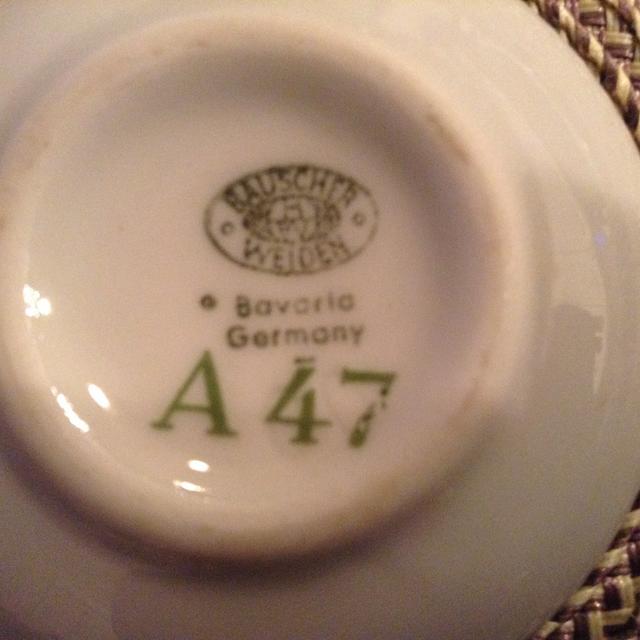 BAUSCHER
WEIDEN
Bavaria
Germany
A 47